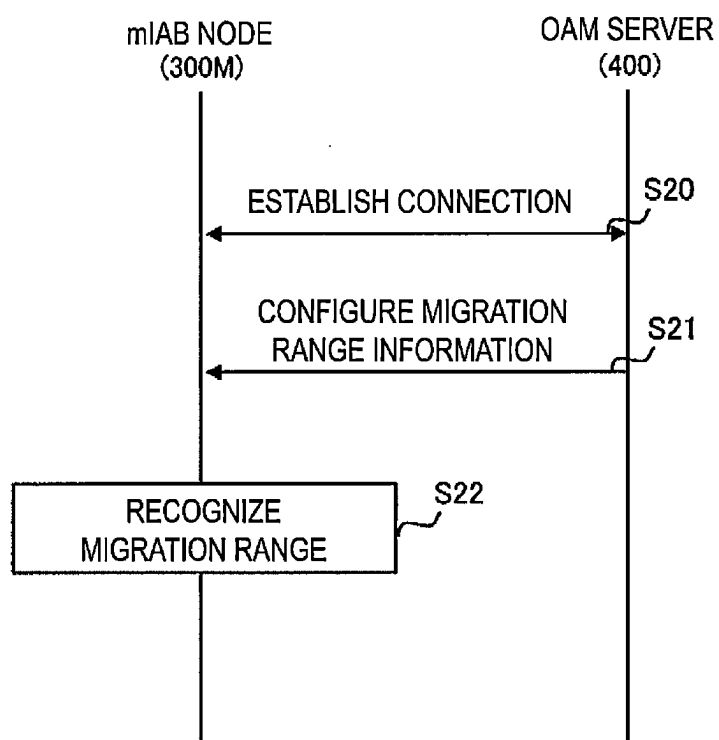 mIAB NODE
(300M)
OAM SERVER
(400)
ESTABLISH CONNECTION
S20
CONFIGURE MIGRATION
RANGE INFORMATION
S21
RECOGNIZE
MIGRATION RANGE
S22